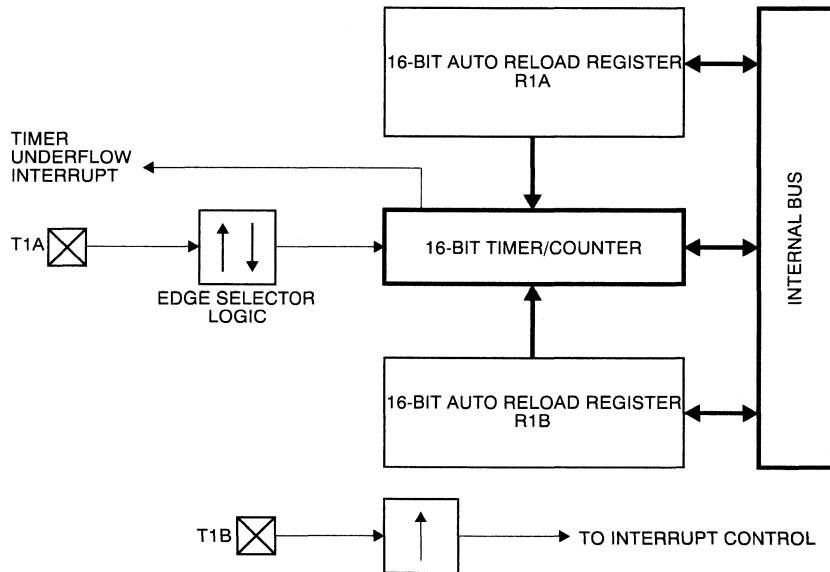 16-BIT AUTO RELOAD REGISTER
R1A
TIMER
UNDERFLOW
INTERRUPT
T1A
EDGE SELECTOR
LOGIC
16-BIT TIMER/COUNTER
INTERNAL BUS
16-BIT AUTO RELOAD REGISTER
R1B
T1B
TO INTERRUPT CONTROL